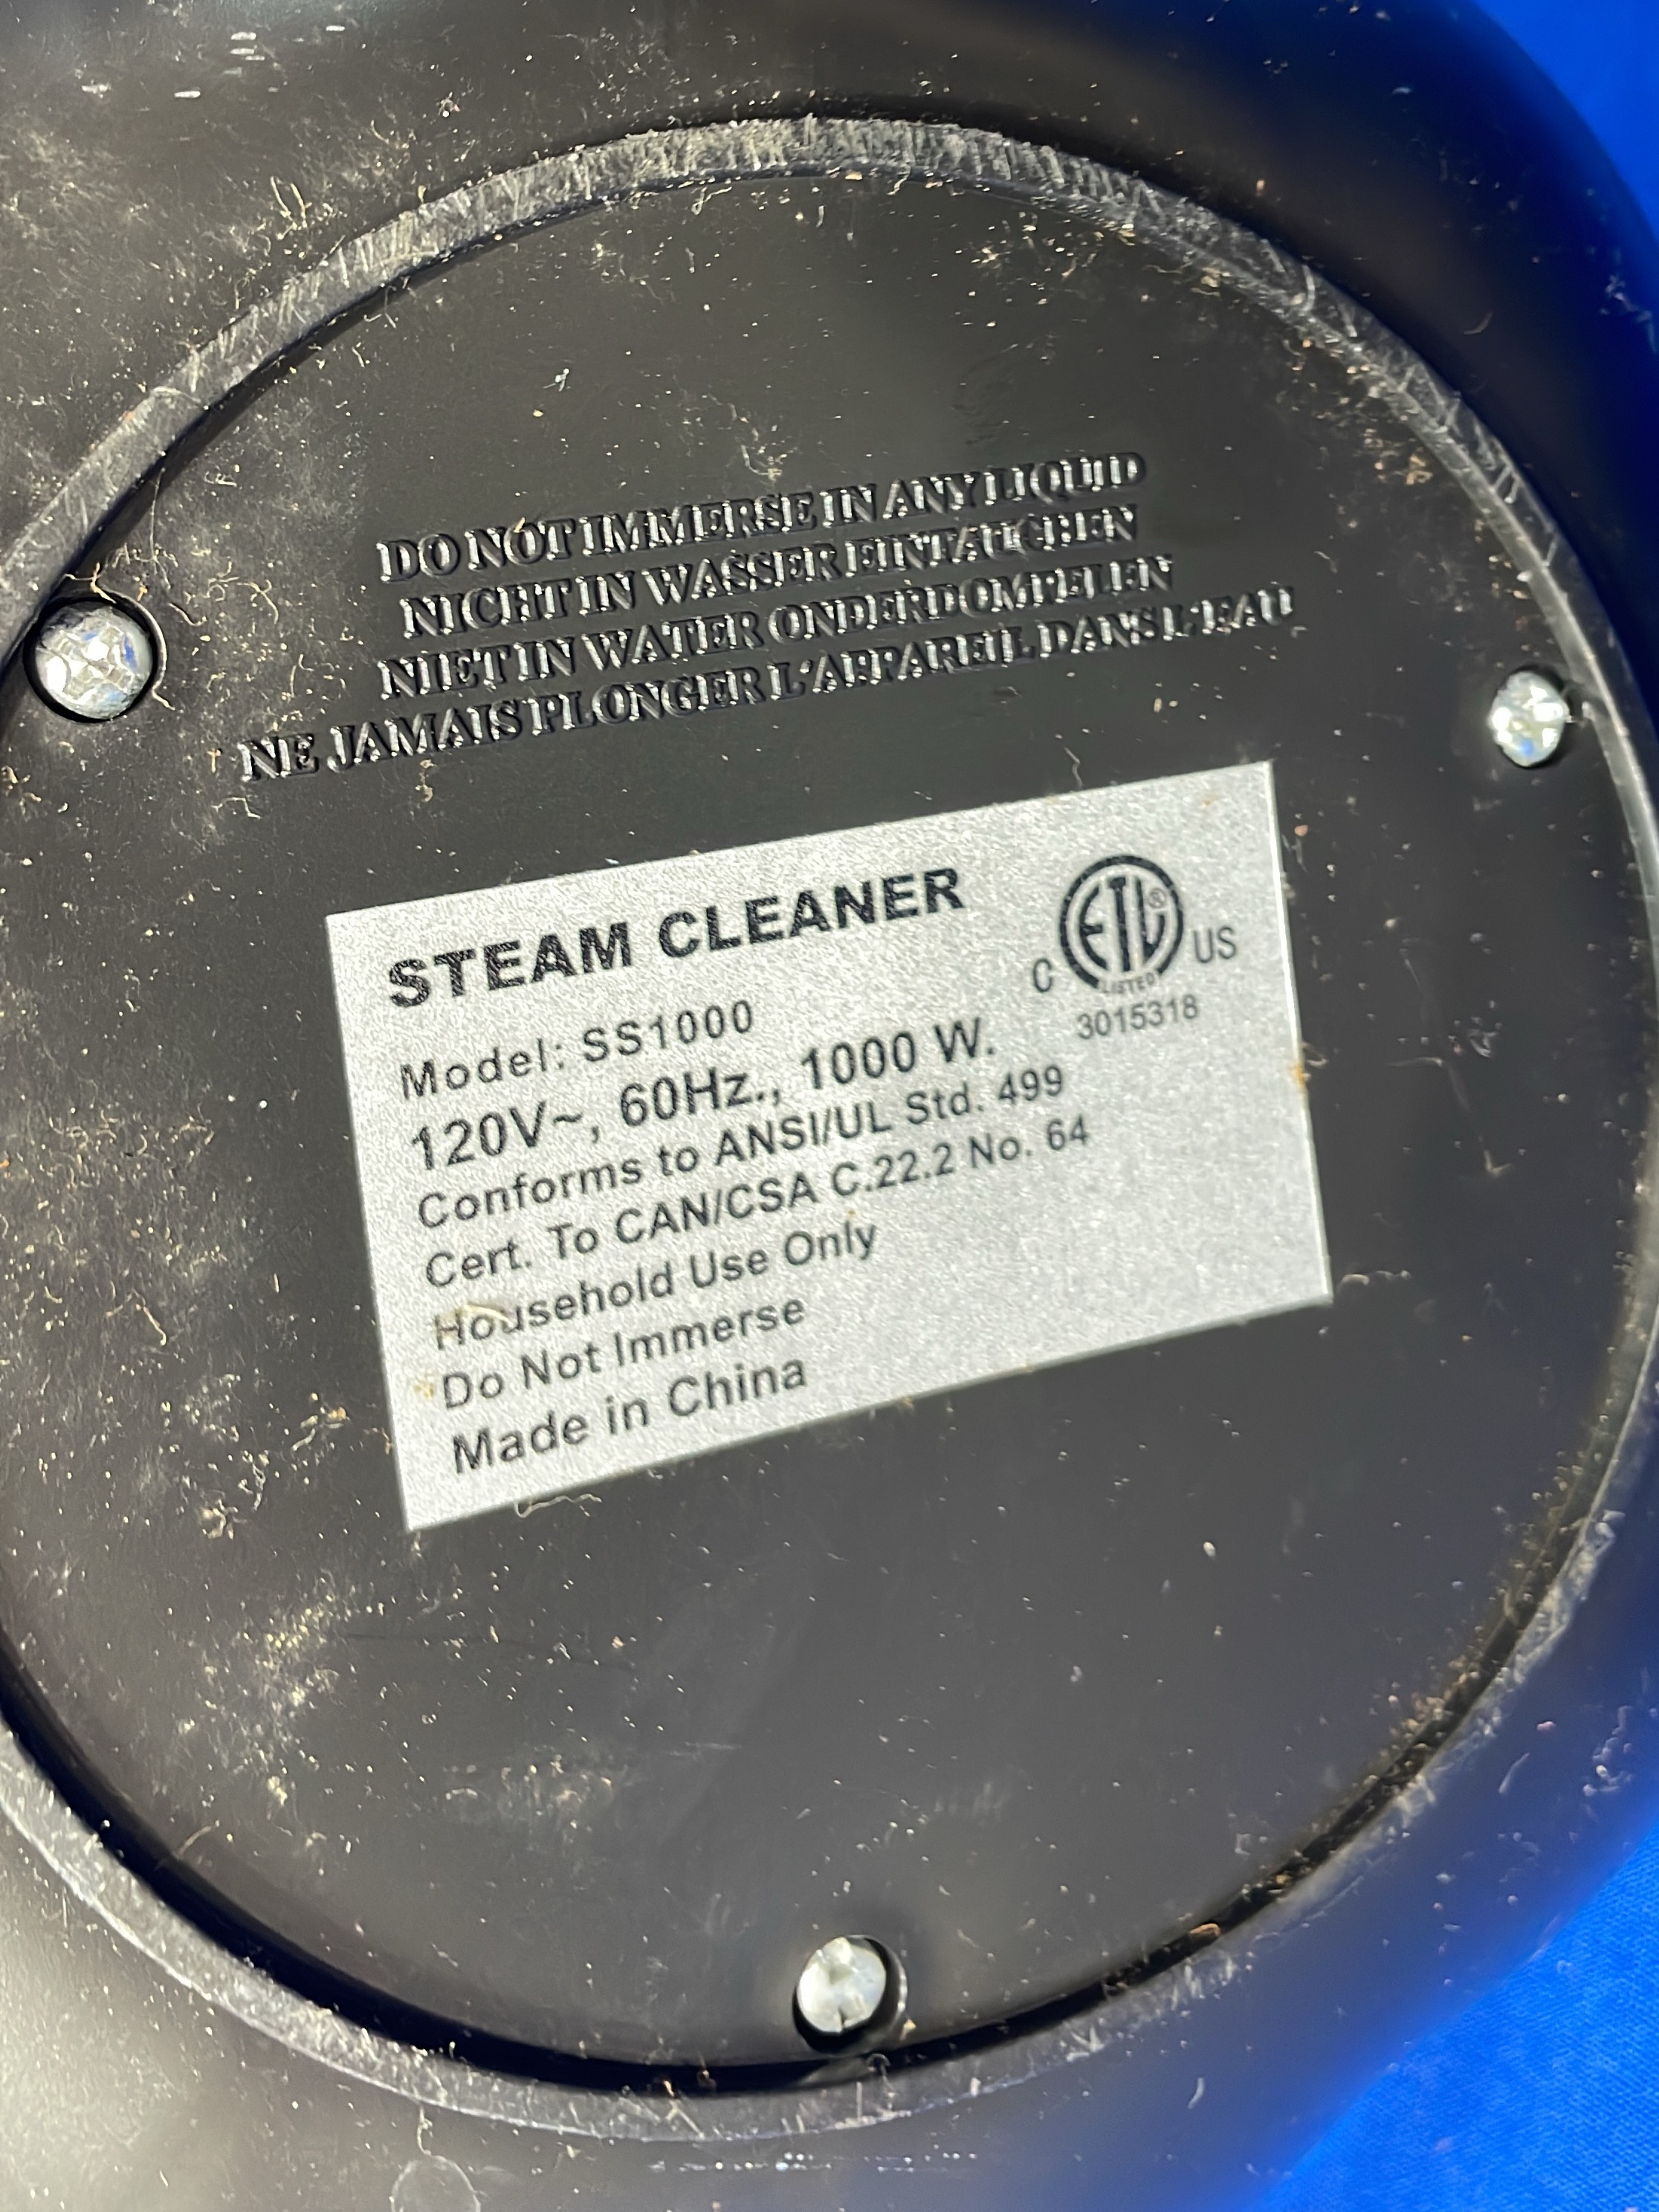 DO NOT IMMERSE IN ANY LIQUID
NICHT IN WASSER EINTAUCHEN
NIET IN WATER ONDERDOMPELEN
NE JAMAIS PLONGER L'APPAREIL DANS L'EAU
STEAM CLEANER
C ETL® US
LISTED
3015318
Model: SS1000
120V~, 60Hz., 1000 W.
Conforms to ANSI/UL Std. 499
Cert. To CAN/CSA C.22.2 No. 64
Household Use Only
Do Not Immerse
Made in China